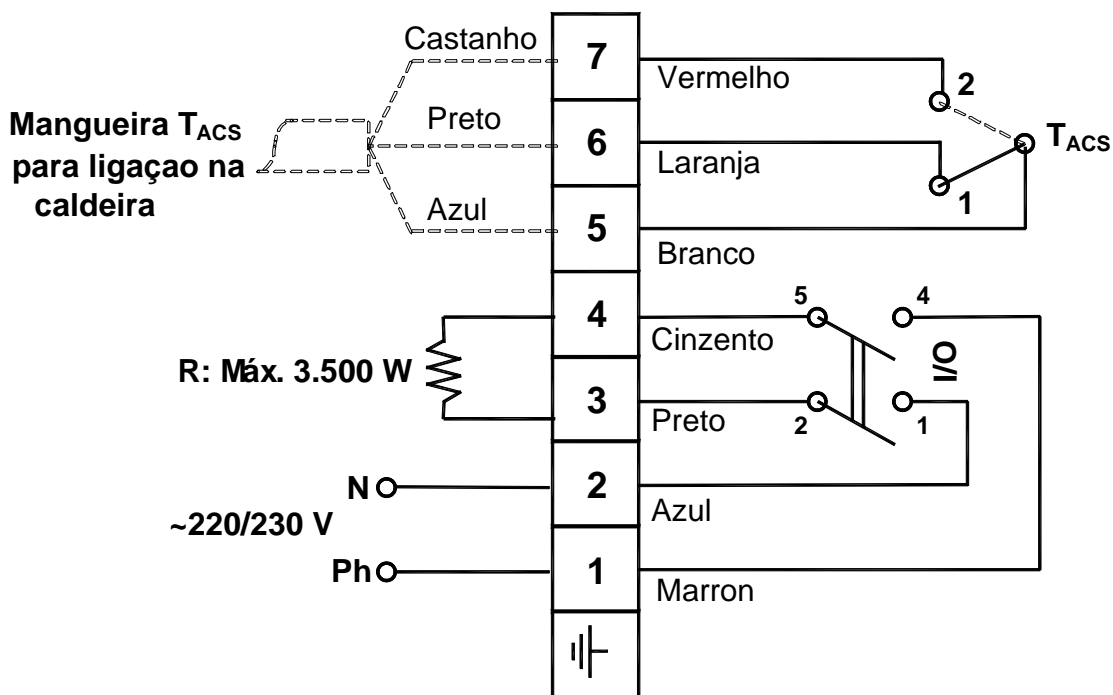 Castanho
7
Vermelho
2
Mangueira TACS
para ligaçao na
caldeira
Preto
6
Laranja
TACS
1
Azul
5
Branco
4
Cinzento
5
4
O/I
R: Máx. 3.500 W
3
Preto
2
1
N
2
Azul
~220/230 V
Ph
1
Marron